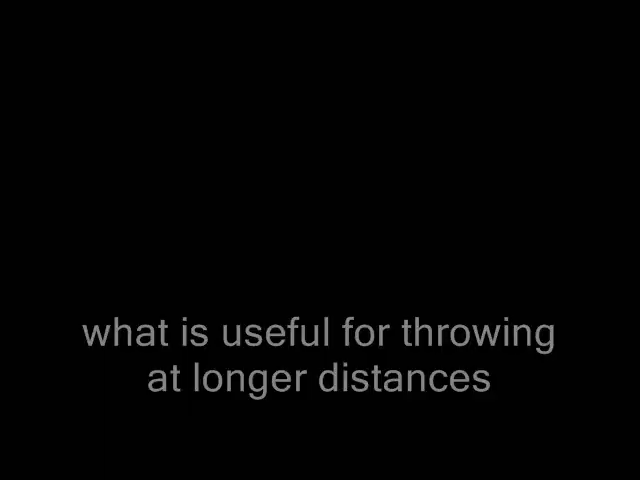 what is useful for throwing
at longer distances